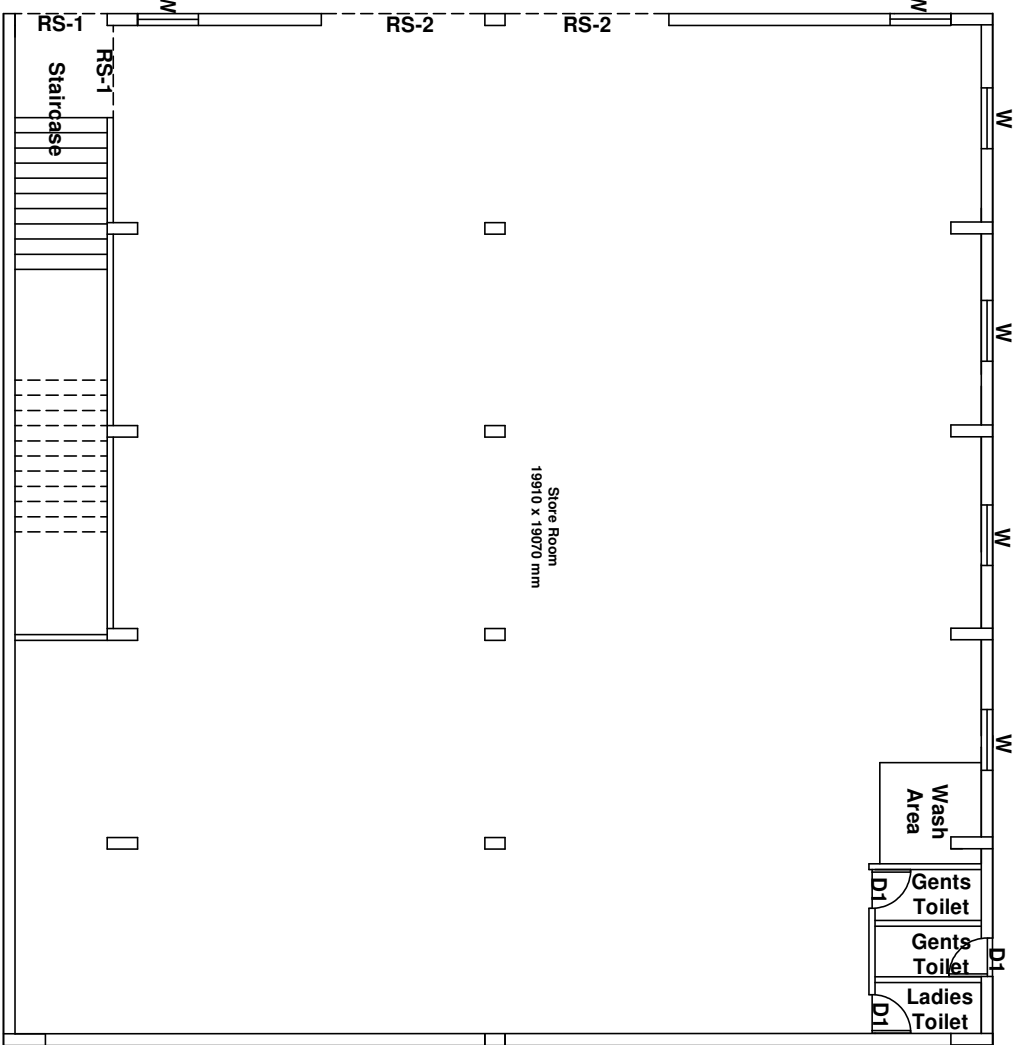 W
W
RS-1
RS-2
RS-2
RS-1
Staircase
W
W
Store Room
19910 x 19070 mm
W
W
Wash
Area
D1
Gents
Toilet
Gents
Toilet
D1
Ladies
Toilet
D1